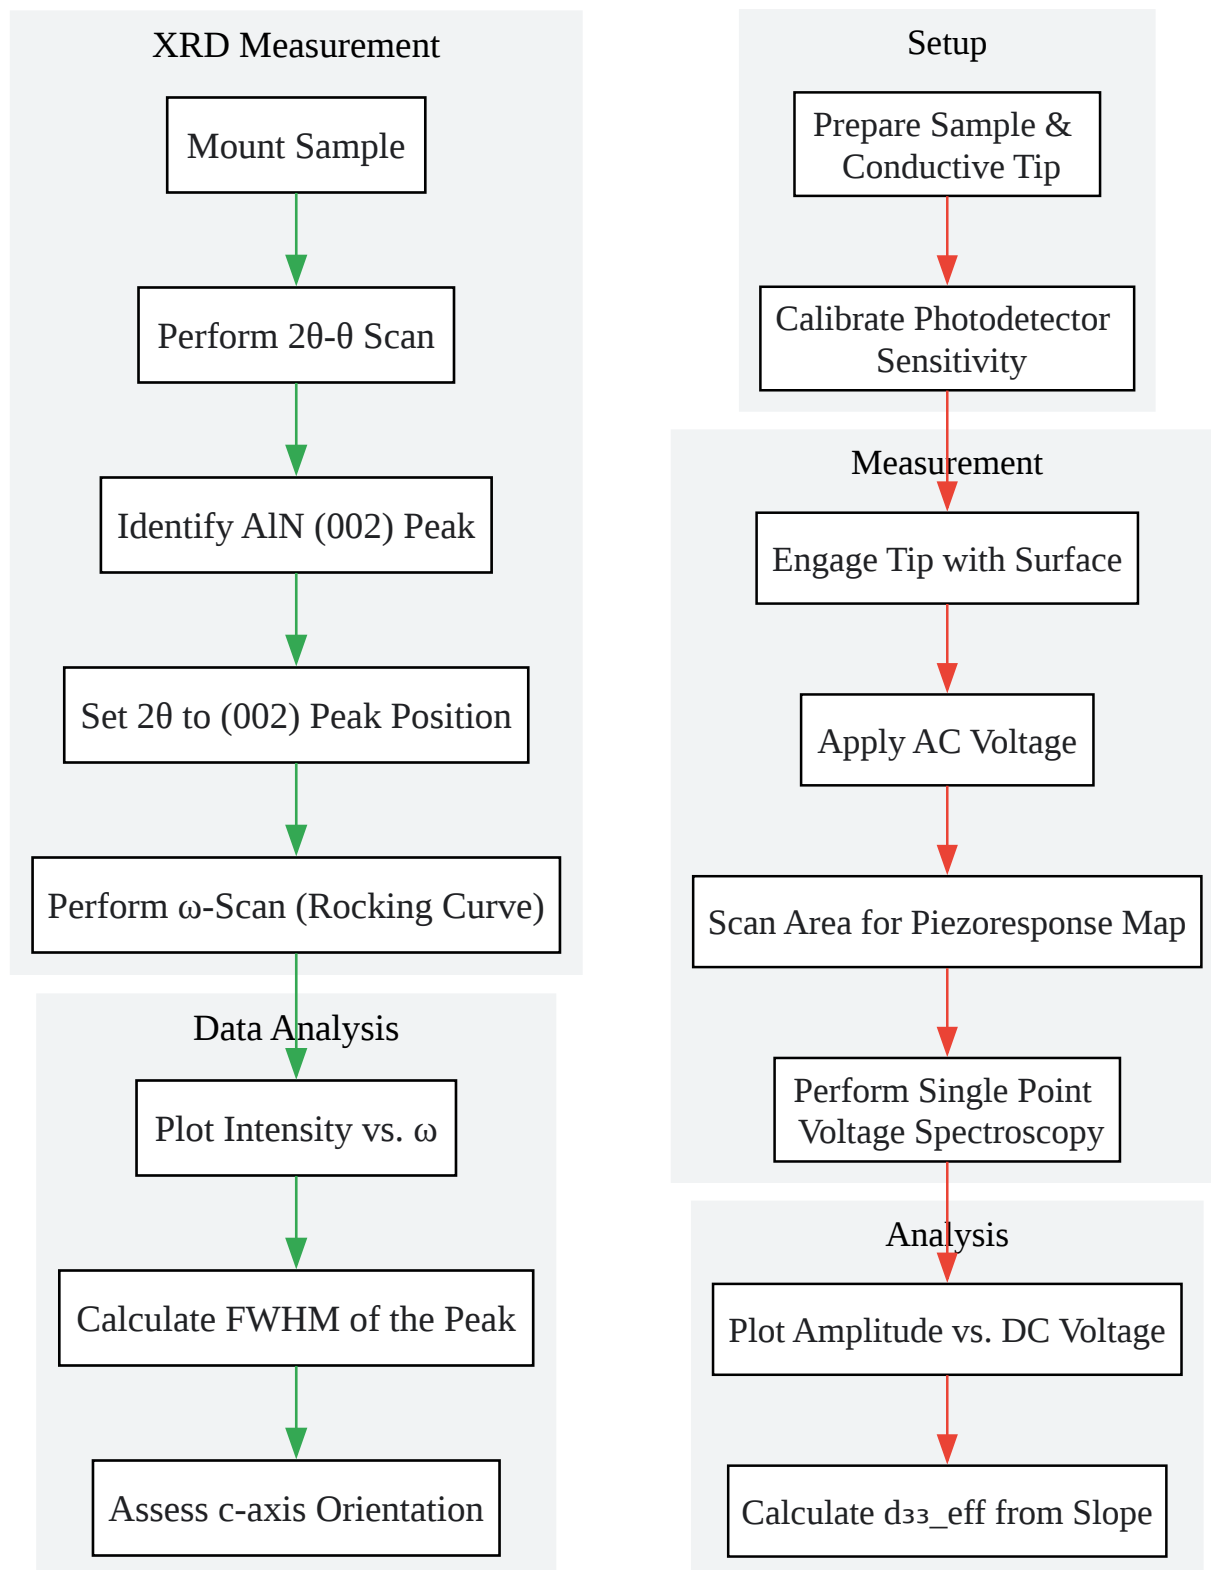 XRD Measurement
Mount Sample
Perform 2θ-θ Scan
Identify AlN (002) Peak
Set 2θ to (002) Peak Position
Perform ω-Scan (Rocking Curve)
Data Analysis
Plot Intensity vs. ω
Calculate FWHM of the Peak
Assess c-axis Orientation
Setup
Prepare Sample &
Conductive Tip
Calibrate Photodetector
Sensitivity
Measurement
Engage Tip with Surface
Apply AC Voltage
Scan Area for Piezoresponse Map
Perform Single Point
Voltage Spectroscopy
Analysis
Plot Amplitude vs. DC Voltage
Calculate d₃₃_eff from Slope